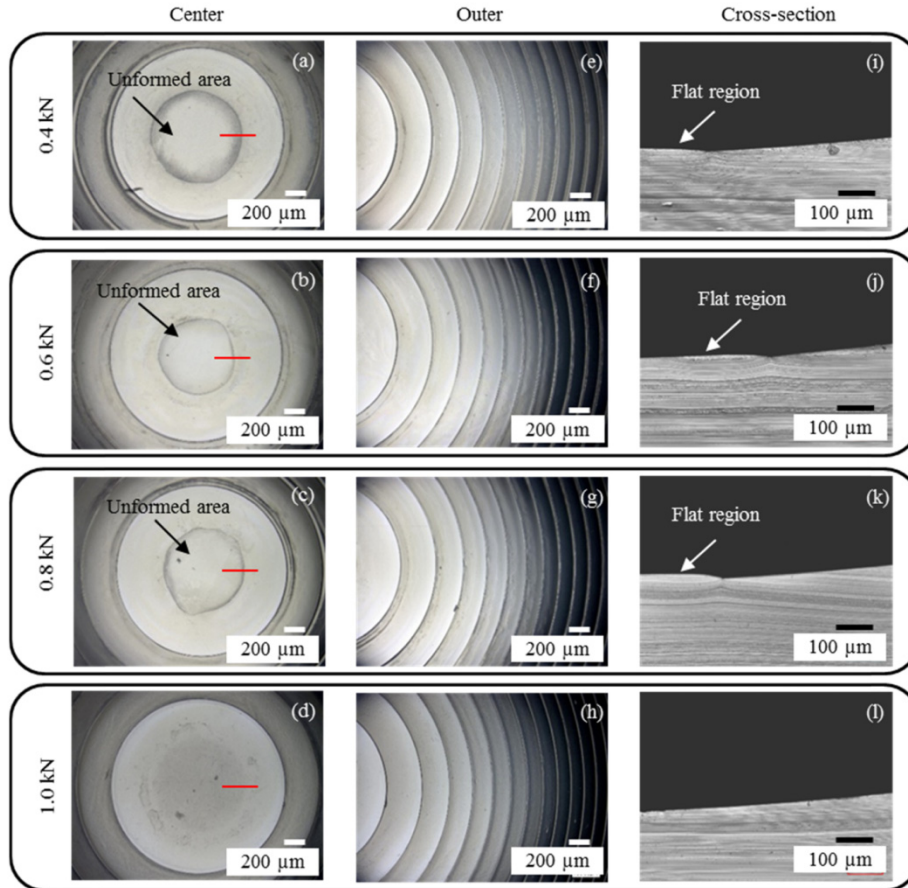 Center Outer Cross-section
0.4 kN
(a)
Unformed area
200 µm
(e)
200 µm
(i)
Flat region
100 µm
0.6 kN
(b)
Unformed area
200 µm
(f)
200 µm
(j)
Flat region
100 µm
0.8 kN
(c)
Unformed area
200 µm
(g)
200 µm
(k)
Flat region
100 µm
1.0 kN
(d)
200 µm
(h)
200 µm
(l)
100 µm